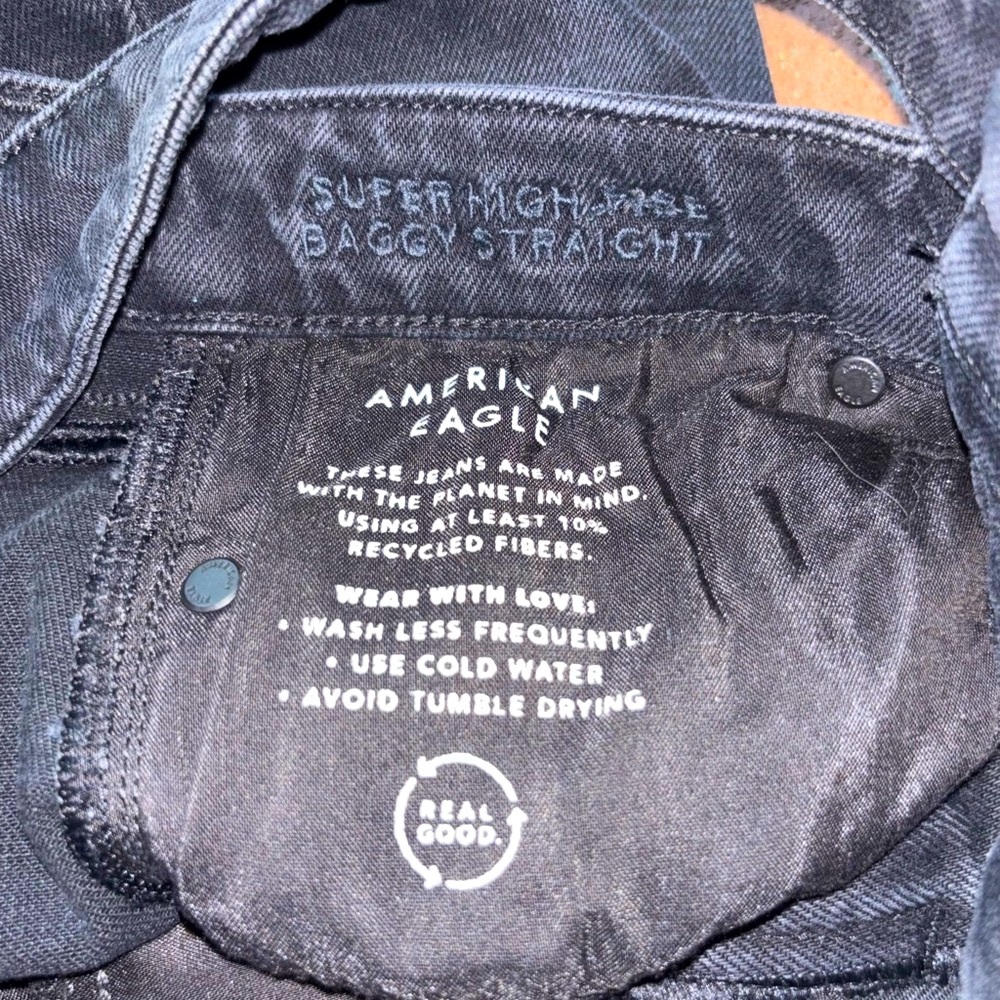 SUPER HIGH RISE
BAGGY STRAIGHT
AMERICAN
EAGLE
THESE JEANS ARE MADE
WITH THE PLANET IN MIND.
USING AT LEAST 10%
RECYCLED FIBERS.
WEAR WITH LOVE:
• WASH LESS FREQUENTLY
• USE COLD WATER
• AVOID TUMBLE DRYING
REAL
GOOD.